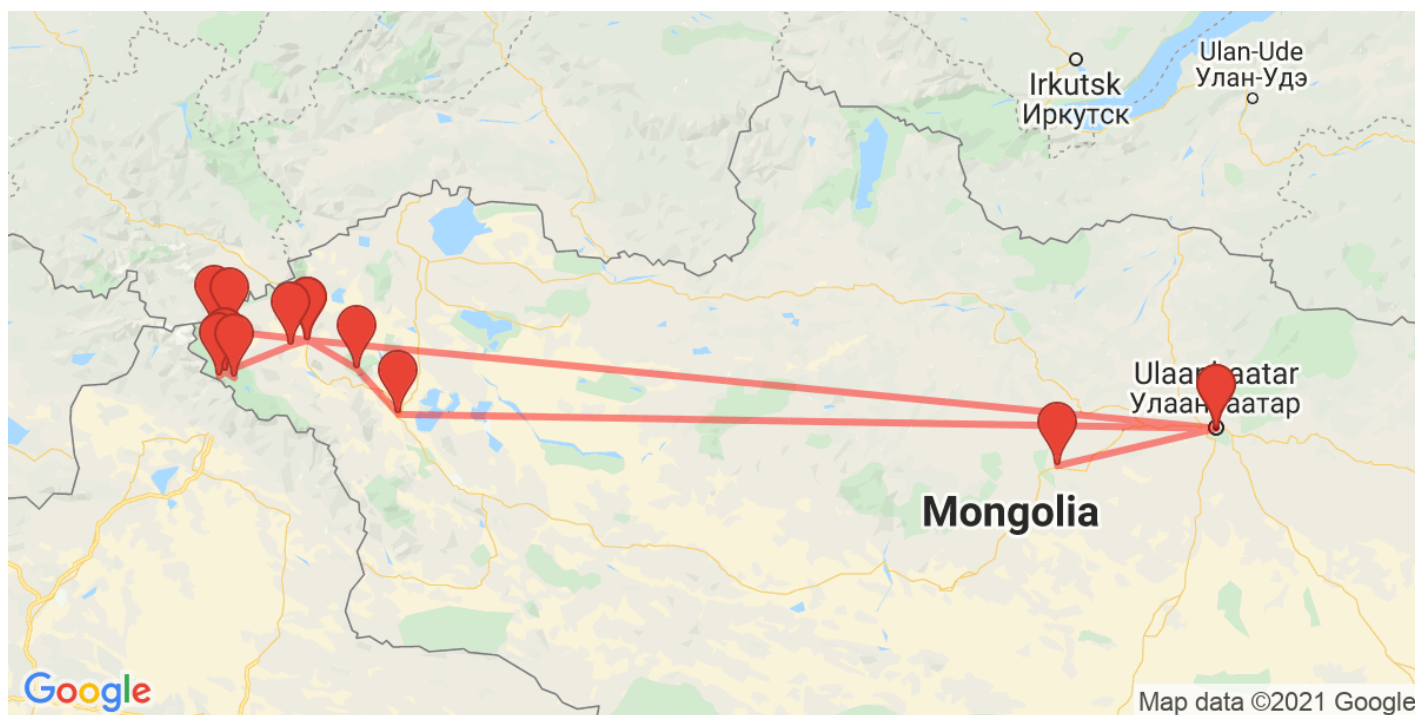 Ulan-Ude
Улан-Удэ
Irkutsk
Иркутск
Ulaanbaatar
Улаанбаатар
Mongolia
Google
Map data ©2021 Google